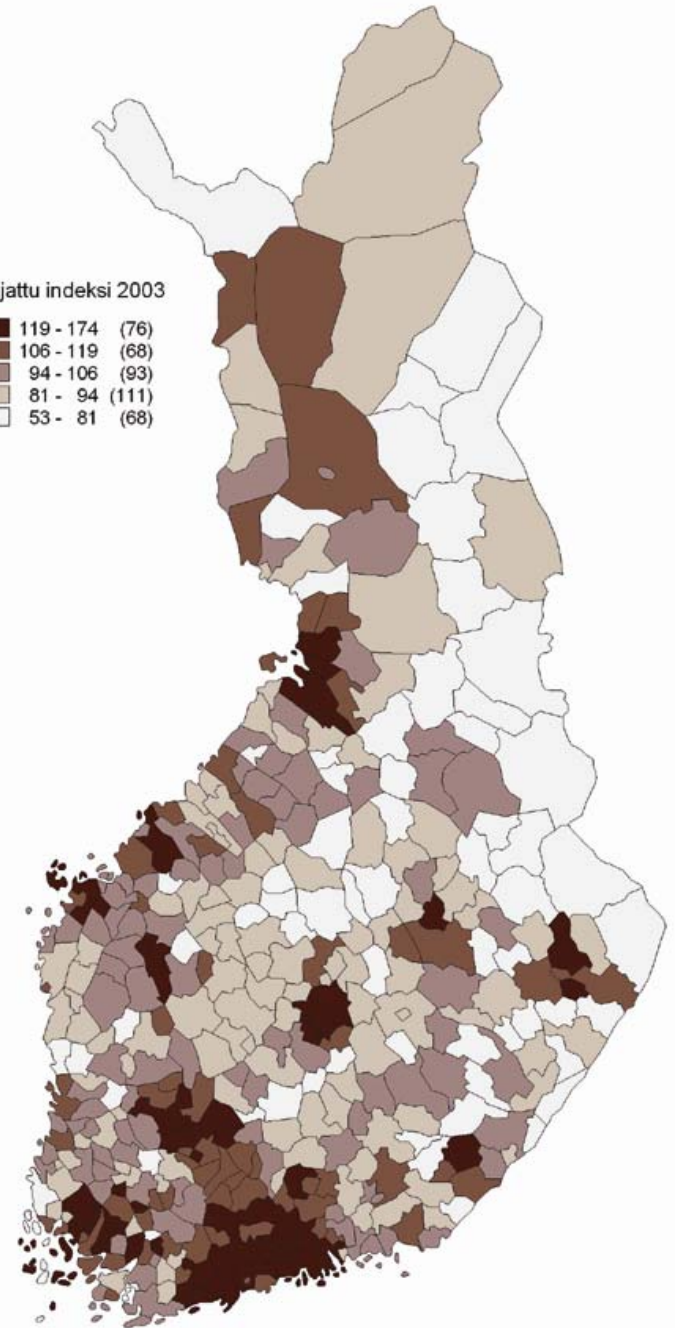 jattu indeksi 2003
119 - 174 (76)
106 - 119 (68)
94 - 106 (93)
81 - 94 (111)
53 - 81 (68)